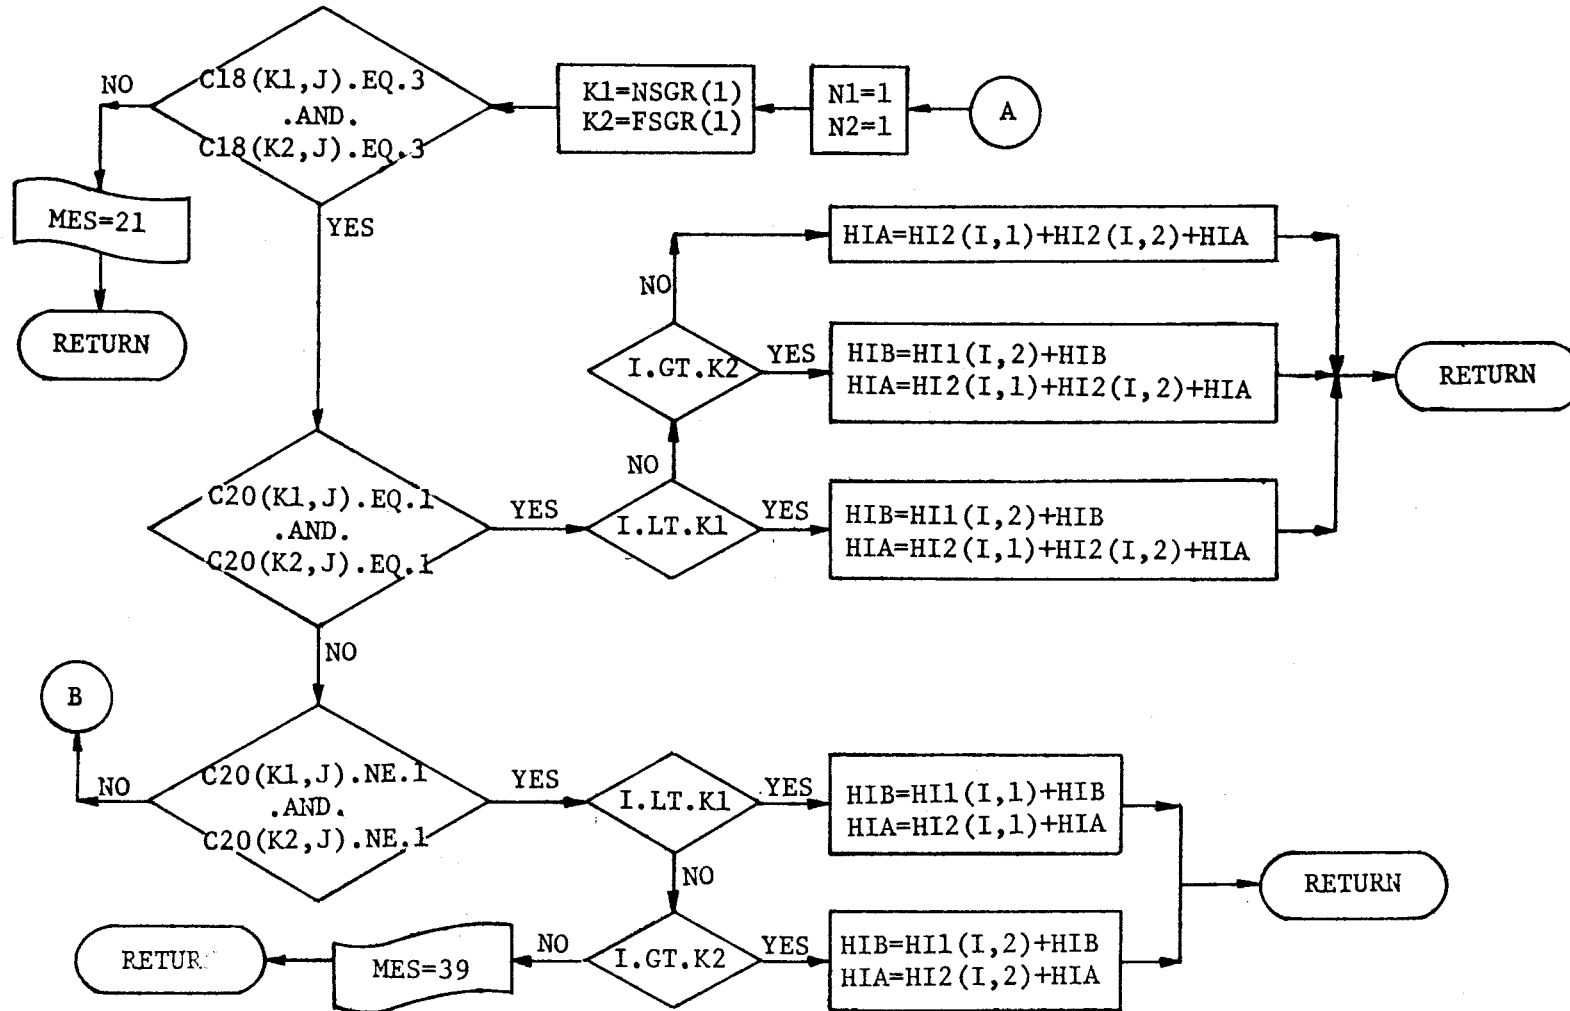 A
N1=1
N2=1
K1=NSGR(1)
K2=FSGR(1)
C18(K1,J).EQ.3
.AND.
C18(K2,J).EQ.3
NO
MES=21
RETURN
YES
C20(K1,J).EQ.1
.AND.
C20(K2,J).EQ.1
YES
I.LT.K1
YES
HIB=HI1(I,2)+HIB
HIA=HI2(I,1)+HI2(I,2)+HIA
NO
I.GT.K2
YES
HIB=HI1(I,2)+HIB
HIA=HI2(I,1)+HI2(I,2)+HIA
NO
HIA=HI2(I,1)+HI2(I,2)+HIA
RETURN
NO
C20(K1,J).NE.1
.AND.
C20(K2,J).NE.1
NO
B
YES
I.LT.K1
YES
HIB=HI1(I,1)+HIB
HIA=HI2(I,1)+HIA
NO
I.GT.K2
YES
HIB=HI1(I,2)+HIB
HIA=HI2(I,2)+HIA
RETURN
NO
MES=39
RETUR